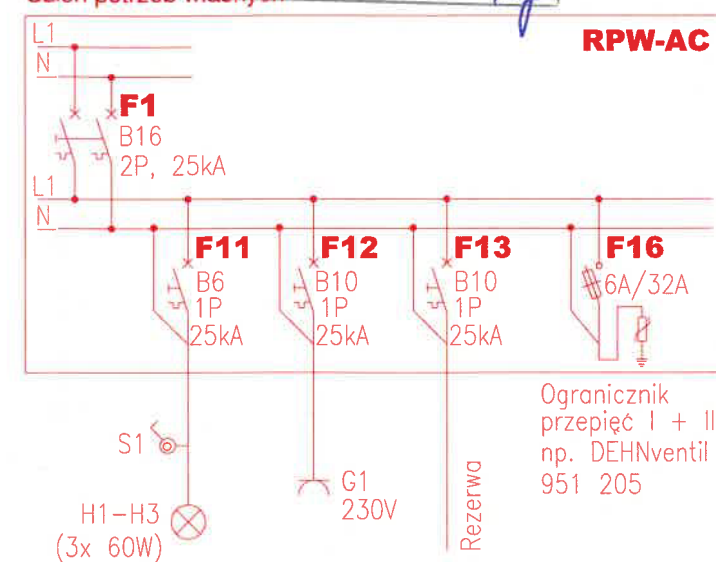 RPW-AC
L1
N
F1
B16
2P, 25kA
L1
N
F11
B6
1P
25kA
F12
B10
1P
25kA
F13
B10
1P
25kA
F16
6A/32A
S1
H1-H3
(3x 60W)
G1
230V
Rezerwa
Ogranicznik
przepięć I + II
np. DEHNventil
951 205